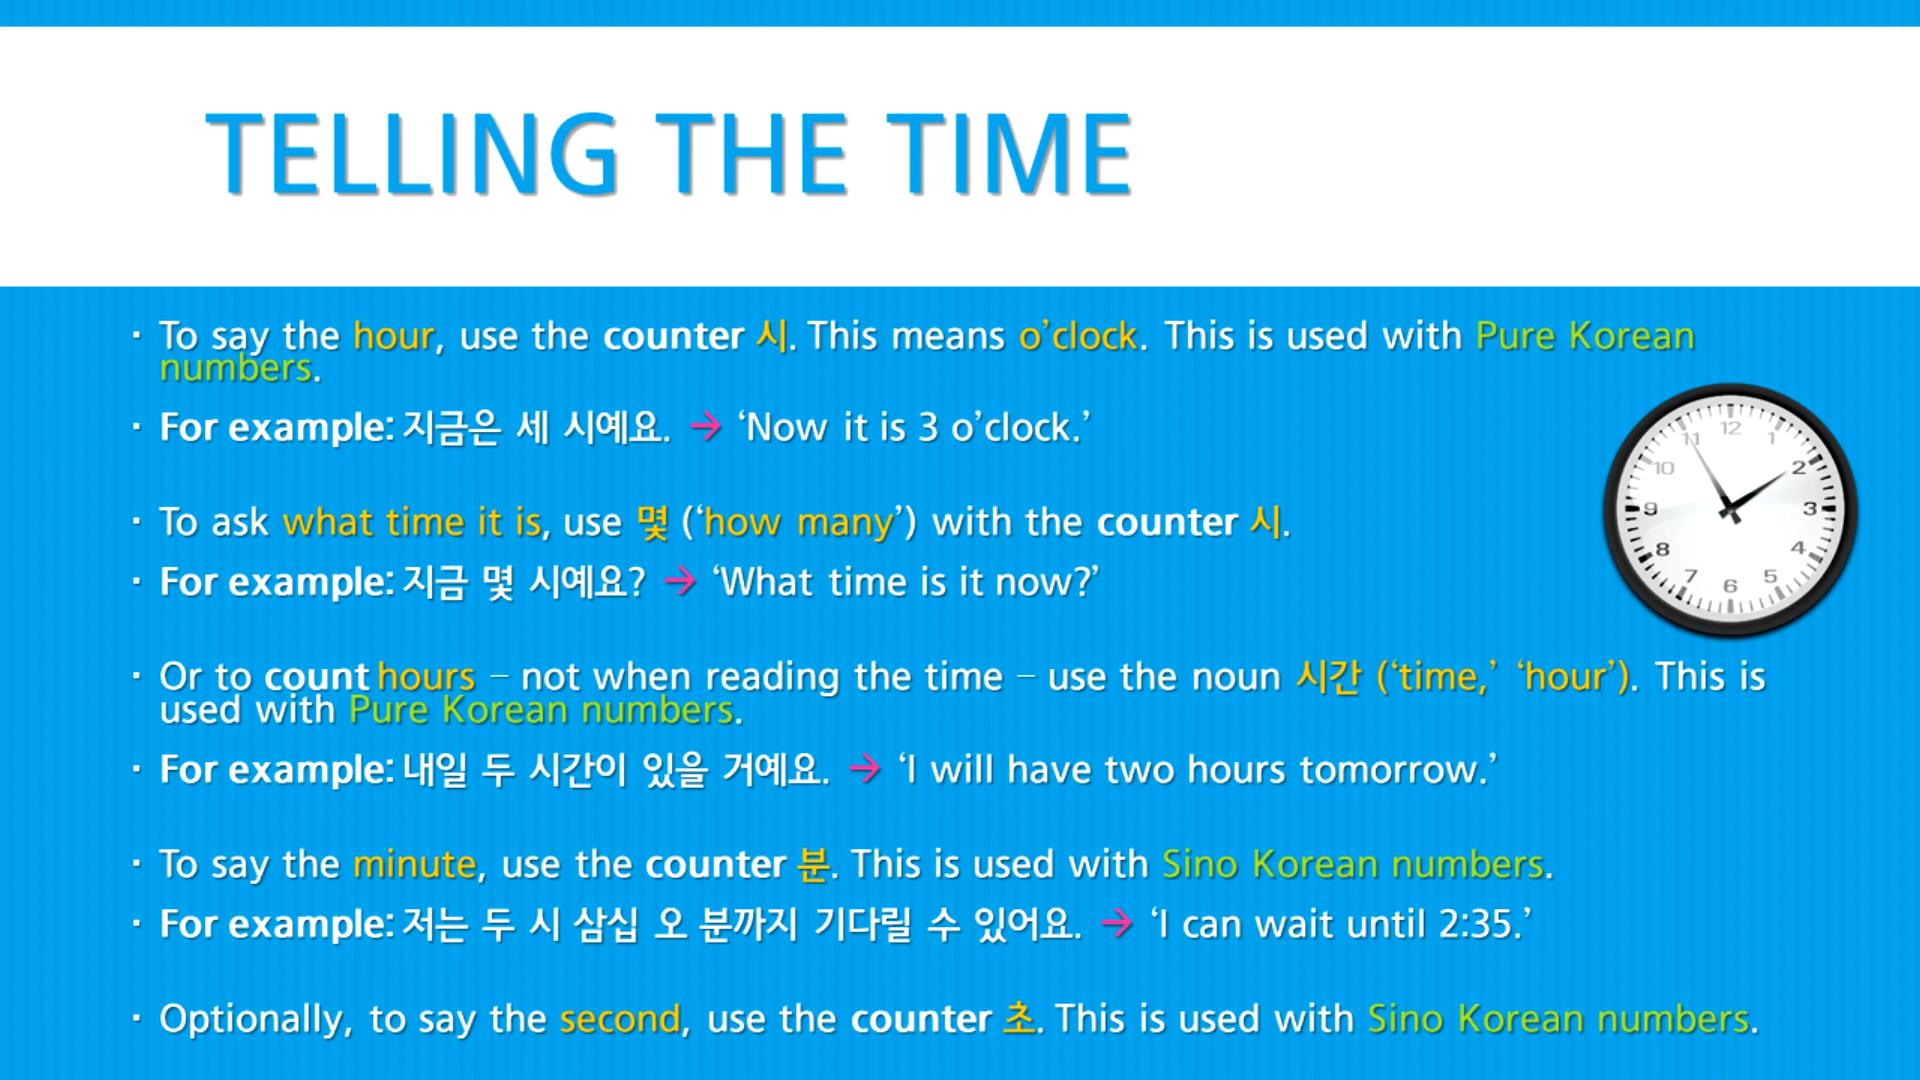 TELLING THE TIME
▪ To say the hour, use the counter 시. This means o’clock. This is used with Pure Korean
numbers.
▪ For example: 지금은 세 시예요. → ‘Now it is 3 o’clock.’
▪ To ask what time it is, use 몇 (‘how many’) with the counter 시.
▪ For example: 지금 몇 시예요? → ‘What time is it now?’
▪ Or to count hours – not when reading the time – use the noun 시간 (‘time,’ ‘hour’). This is
used with Pure Korean numbers.
▪ For example: 내일 두 시간이 있을 거예요. → ‘I will have two hours tomorrow.’
▪ To say the minute, use the counter 분. This is used with Sino Korean numbers.
▪ For example: 저는 두 시 삼십 오 분까지 기다릴 수 있어요. → ‘I can wait until 2:35.’
▪ Optionally, to say the second, use the counter 초. This is used with Sino Korean numbers.
12
1
2
3
4
5
6
7
8
9
10
11